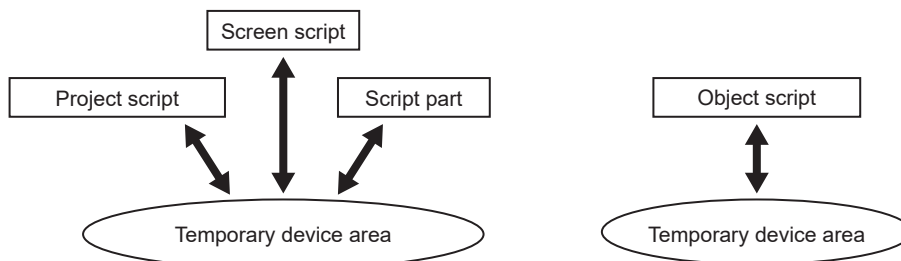 Screen script
Project script
Script part
Object script
Temporary device area
Temporary device area